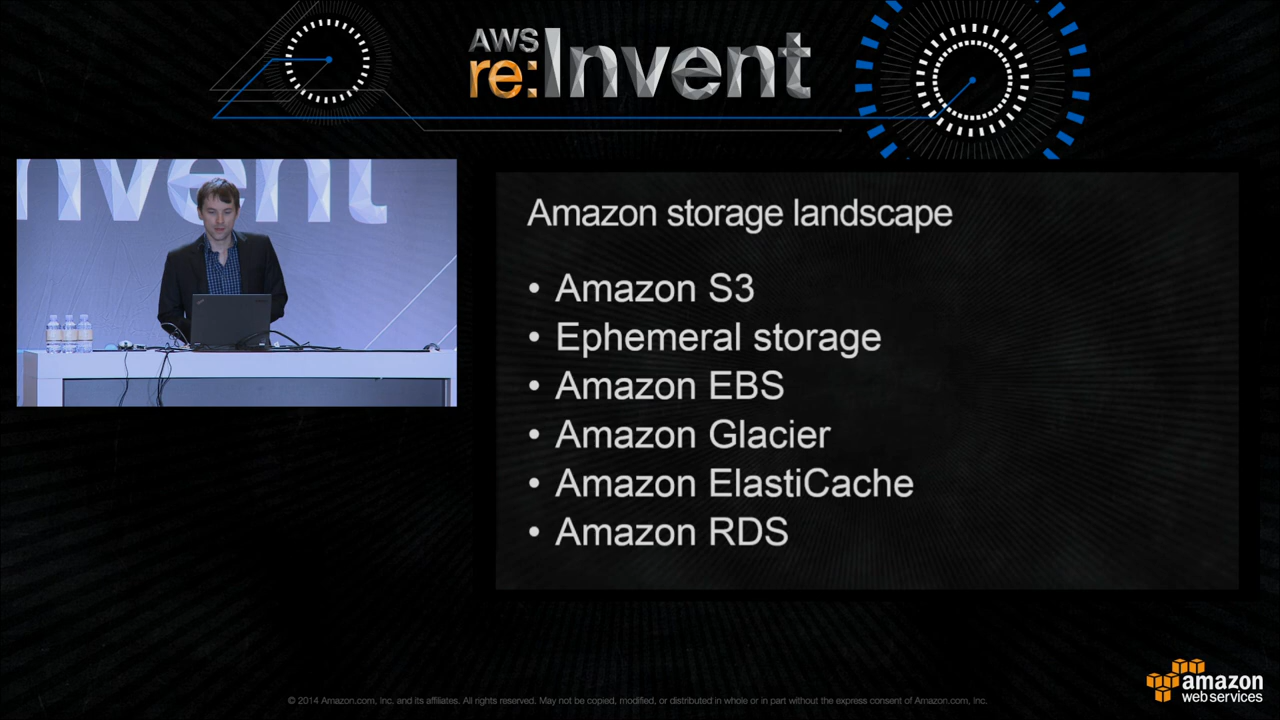 AWS
re:Invent
nvent
Amazon storage landscape
• Amazon S3
• Ephemeral storage
• Amazon EBS
• Amazon Glacier
• Amazon ElastiCache
• Amazon RDS
© 2014 Amazon.com, Inc. and its affiliates. All rights reserved. May not be copied, modified, or distributed in whole or in part without the express consent of Amazon.com, Inc.
amazon
web services